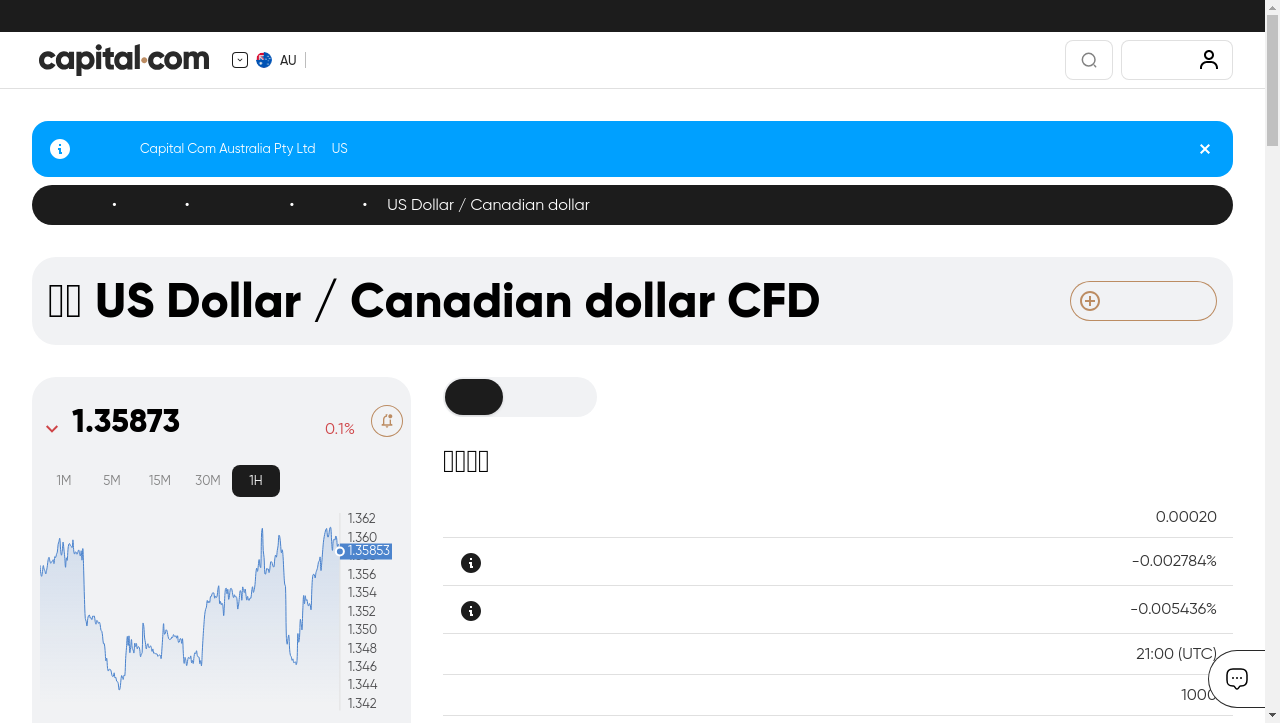 capital.com
AU
Capital Com Australia Pty Ltd US
US Dollar / Canadian dollar
US Dollar / Canadian dollar CFD
1.35873
0.1%
1M 5M 15M 30M 1H
1.362
1.360
1.35853
1.356
1.354
1.352
1.350
1.348
1.346
1.344
1.342
0.00020
-0.002784%
-0.005436%
21:00 (UTC)
1000